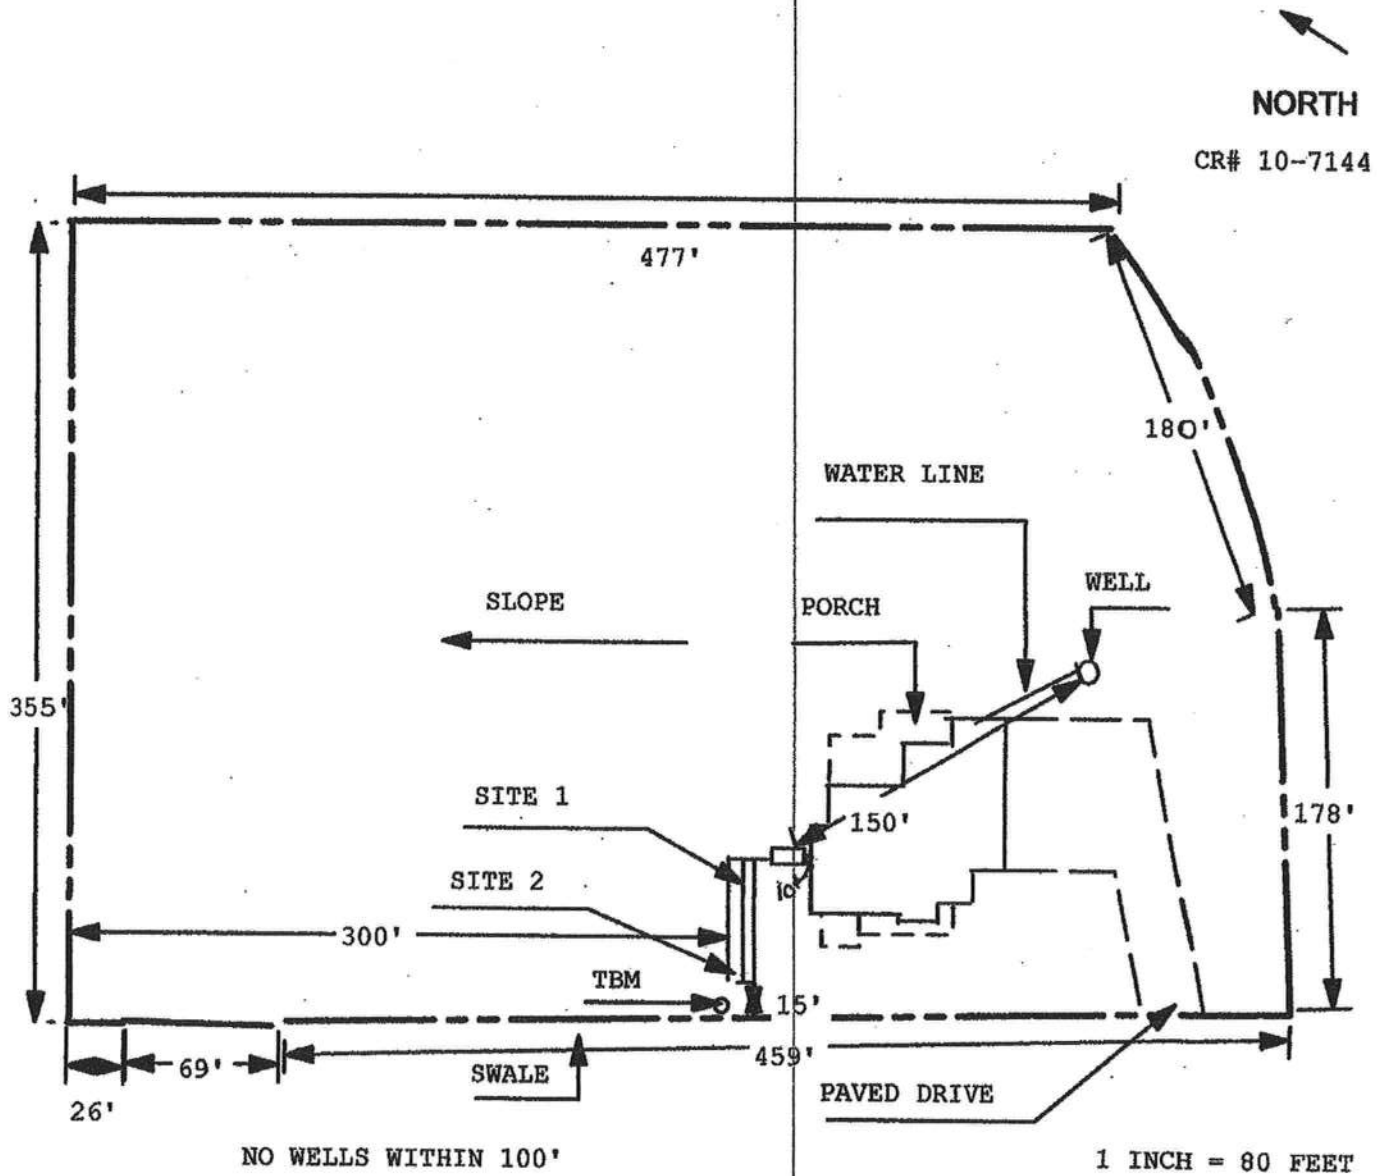 NORTH
CR# 10-7144
477'
180'
WATER LINE
WELL
SLOPE
PORCH
355'
SITE 1
150'
178'
SITE 2
10'
300'
TBM
15'
459'
69'
SWALE
PAVED DRIVE
26'
NO WELLS WITHIN 100'
1 INCH = 80 FEET